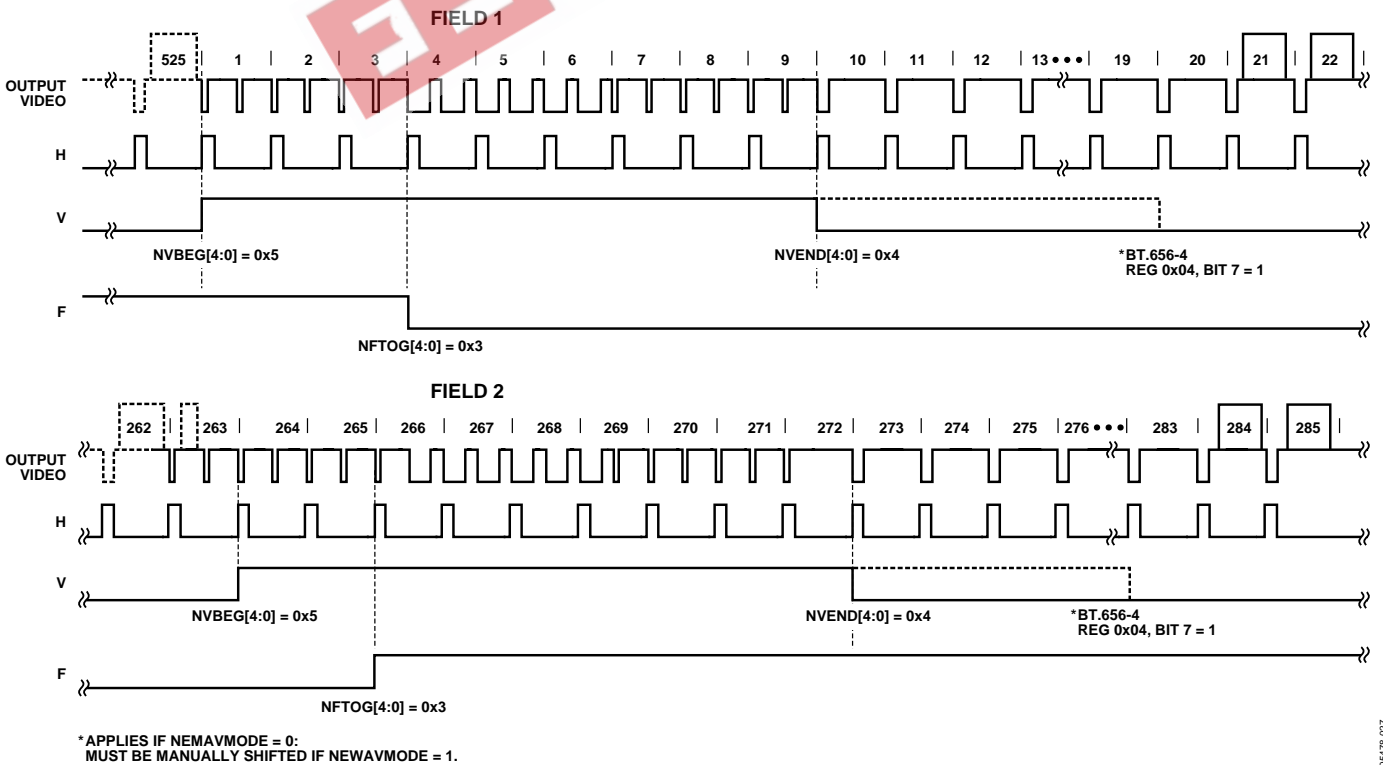 FIELD 1
525 1 2 3 4 5 6 7 8 9 10 11 12 13 19 20 21 22
OUTPUT
VIDEO
H
V
NVBEG[4:0] = 0x5
NVEND[4:0] = 0x4
*BT.656-4
REG 0x04, BIT 7 = 1
F
NFTOG[4:0] = 0x3
FIELD 2
262 263 264 265 266 267 268 269 270 271 272 273 274 275 276 283 284 285
OUTPUT
VIDEO
H
V
NVBEG[4:0] = 0x5
NVEND[4:0] = 0x4
*BT.656-4
REG 0x04, BIT 7 = 1
F
NFTOG[4:0] = 0x3
*APPLIES IF NEMAVMODE = 0:
MUST BE MANUALLY SHIFTED IF NEWAVMODE = 1.
05478-027